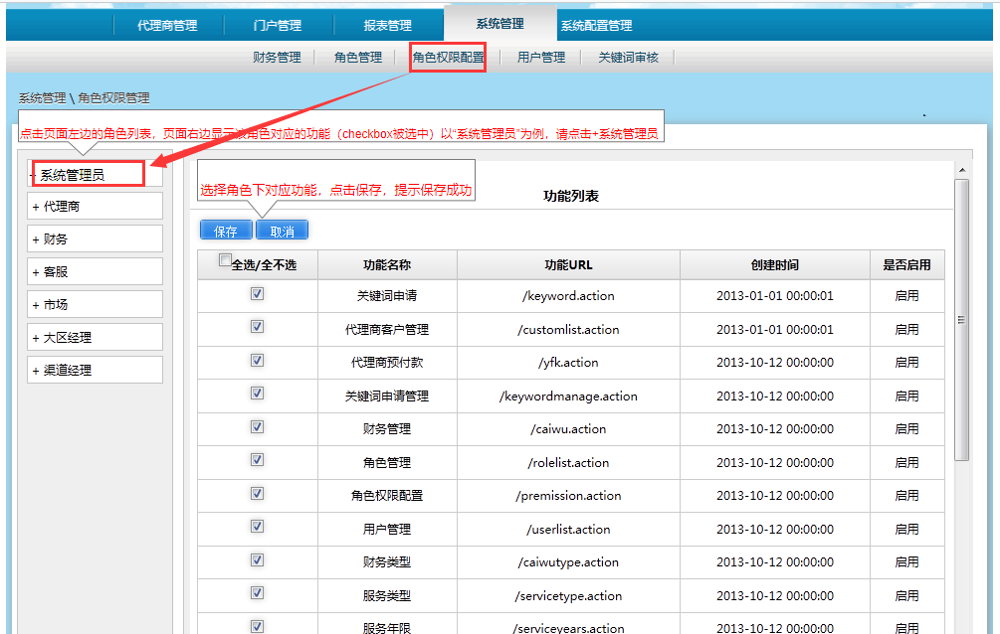 代理商管理 门户管理 报表管理 系统管理 系统配置管理
财务管理 角色管理 角色权限配置 用户管理 关键词审核
系统管理 \ 角色权限管理
点击页面左边的角色列表，页面右边显示该角色对应的功能（checkbox被选中）以“系统管理员”为例，请点击+系统管理员
系统管理员
+ 代理商
+ 财务
+ 客服
+ 市场
+ 大区经理
+ 渠道经理
选择角色下对应功能，点击保存，提示保存成功
功能列表
保存 取消
全选/全不选 功能名称 功能URL 创建时间 是否启用
关键词申请 /keyword.action 2013-01-01 00:00:01 启用
代理商客户管理 /customlist.action 2013-01-01 00:00:01 启用
代理商预付款 /yfk.action 2013-10-12 00:00:00 启用
关键词申请管理 /keywordmanage.action 2013-10-12 00:00:00 启用
财务管理 /caiwu.action 2013-10-12 00:00:00 启用
角色管理 /rolelist.action 2013-10-12 00:00:00 启用
角色权限配置 /premission.action 2013-10-12 00:00:00 启用
用户管理 /userlist.action 2013-10-12 00:00:00 启用
财务类型 /caiwutype.action 2013-10-12 00:00:00 启用
服务类型 /servicetype.action 2013-10-12 00:00:00 启用
服务年限 /serviceyears.action 2013-10-12 00:00:00 启用